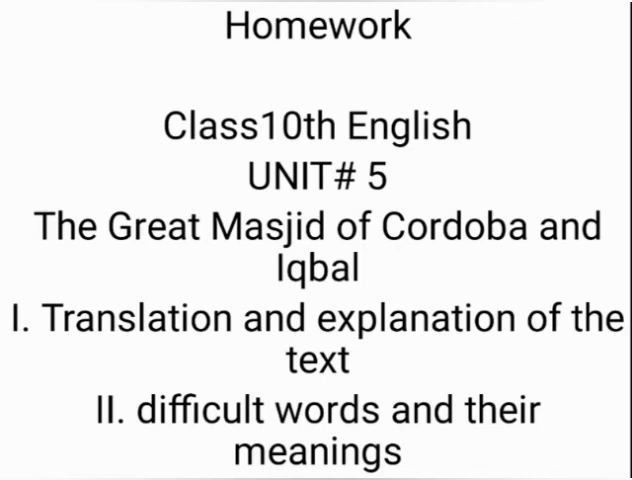 Homework
Class10th English
UNIT# 5
The Great Masjid of Cordoba and
Iqbal
I. Translation and explanation of the
text
II. difficult words and their
meanings